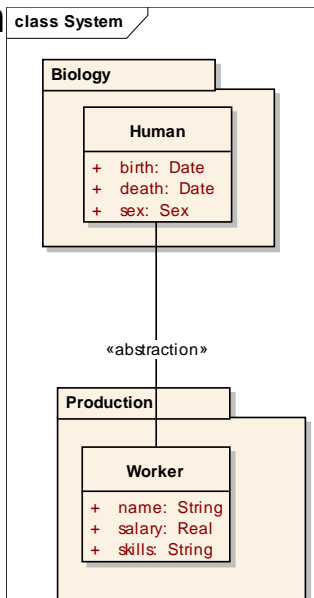 class System
Biology
Human
+ birth: Date
+ death: Date
+ sex: Sex
«abstraction»
Production
Worker
+ name: String
+ salary: Real
+ skills: String